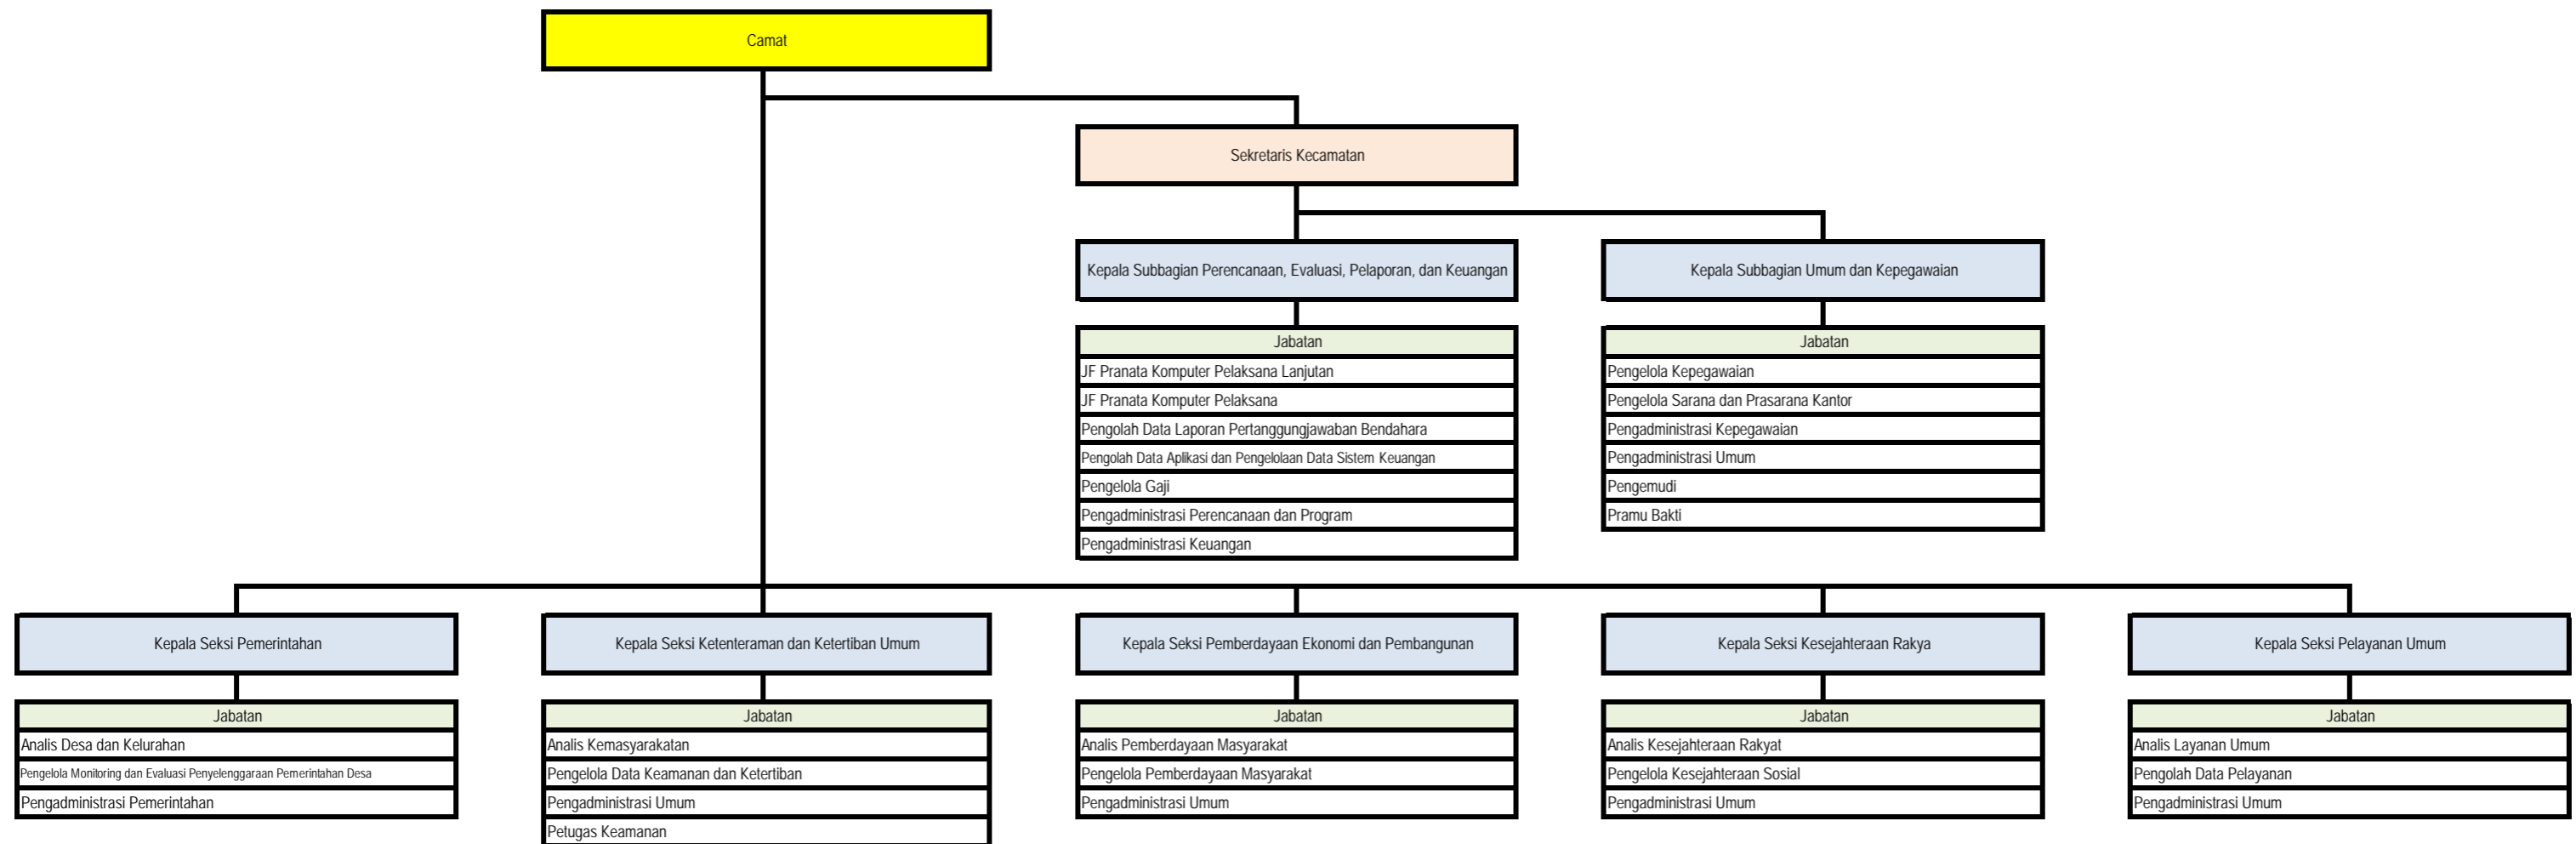 Camat
Sekretaris Kecamatan
Kepala Subbagian Perencanaan, Evaluasi, Pelaporan, dan Keuangan
Jabatan
JF Pranata Komputer Pelaksana Lanjutan
JF Pranata Komputer Pelaksana
Pengolah Data Laporan Pertanggungjawaban Bendahara
Pengolah Data Aplikasi dan Pengelolaan Data Sistem Keuangan
Pengelola Gaji
Pengadministrasi Perencanaan dan Program
Pengadministrasi Keuangan
Kepala Subbagian Umum dan Kepegawaian
Jabatan
Pengelola Kepegawaian
Pengelola Sarana dan Prasarana Kantor
Pengadministrasi Kepegawaian
Pengadministrasi Umum
Pengemudi
Pramu Bakti
Kepala Seksi Pemerintahan
Jabatan
Analis Desa dan Kelurahan
Pengelola Monitoring dan Evaluasi Penyelenggaraan Pemerintahan Desa
Pengadministrasi Pemerintahan
Kepala Seksi Ketenteraman dan Ketertiban Umum
Jabatan
Analis Kemasyarakatan
Pengelola Data Keamanan dan Ketertiban
Pengadministrasi Umum
Petugas Keamanan
Kepala Seksi Pemberdayaan Ekonomi dan Pembangunan
Jabatan
Analis Pemberdayaan Masyarakat
Pengelola Pemberdayaan Masyarakat
Pengadministrasi Umum
Kepala Seksi Kesejahteraan Rakya
Jabatan
Analis Kesejahteraan Rakyat
Pengelola Kesejahteraan Sosial
Pengadministrasi Umum
Kepala Seksi Pelayanan Umum
Jabatan
Analis Layanan Umum
Pengolah Data Pelayanan
Pengadministrasi Umum